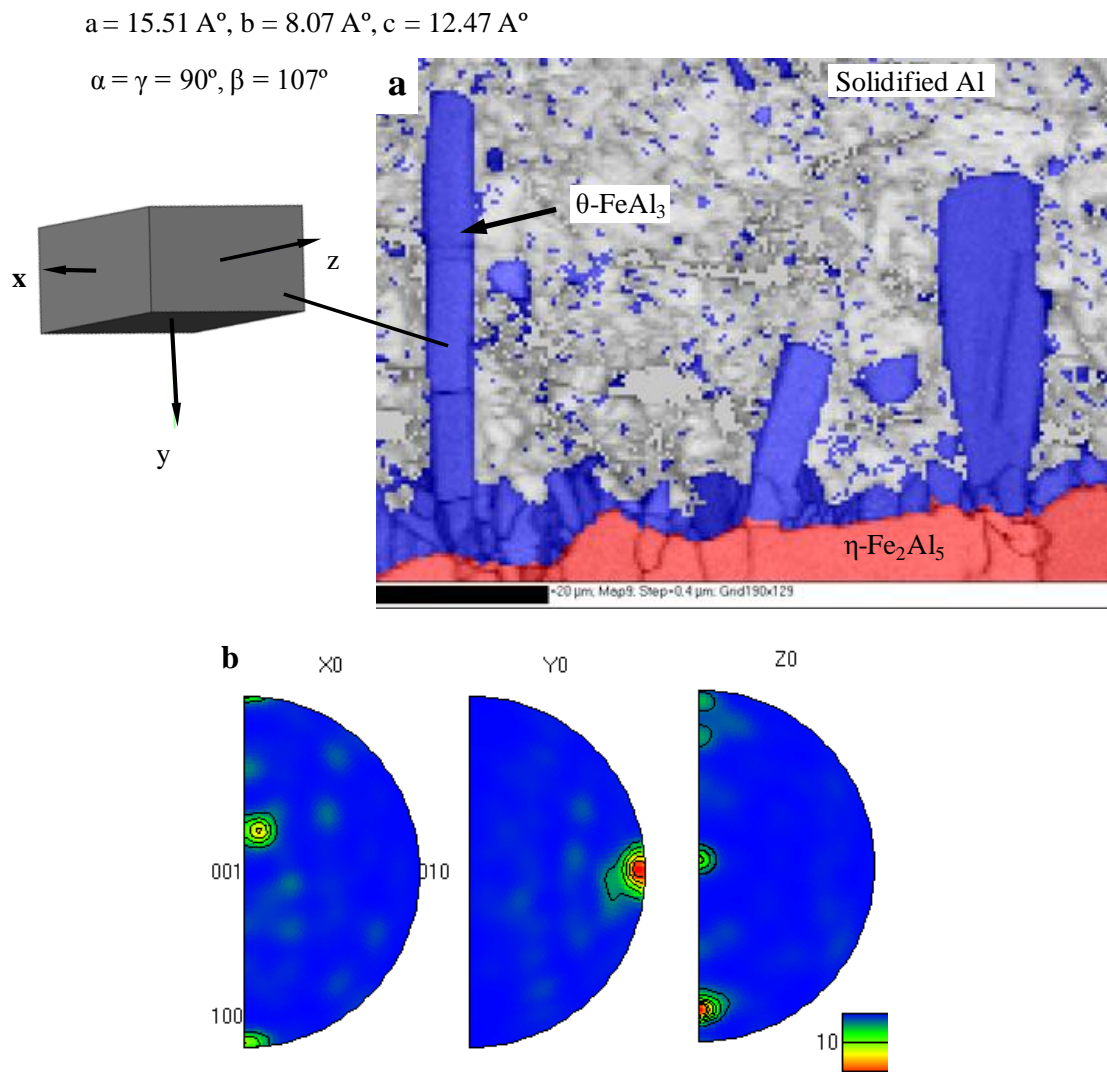 a = 15.51 Aº, b = 8.07 Aº, c = 12.47 Aº
α = γ = 90º, β = 107º
a
Solidified Al
θ-FeAl₃
x
z
y
η-Fe₂Al₅
=20 µm; Map9; Step=0.4 µm; Grid190x129
b
X0
Y0
Z0
001
010
100
10